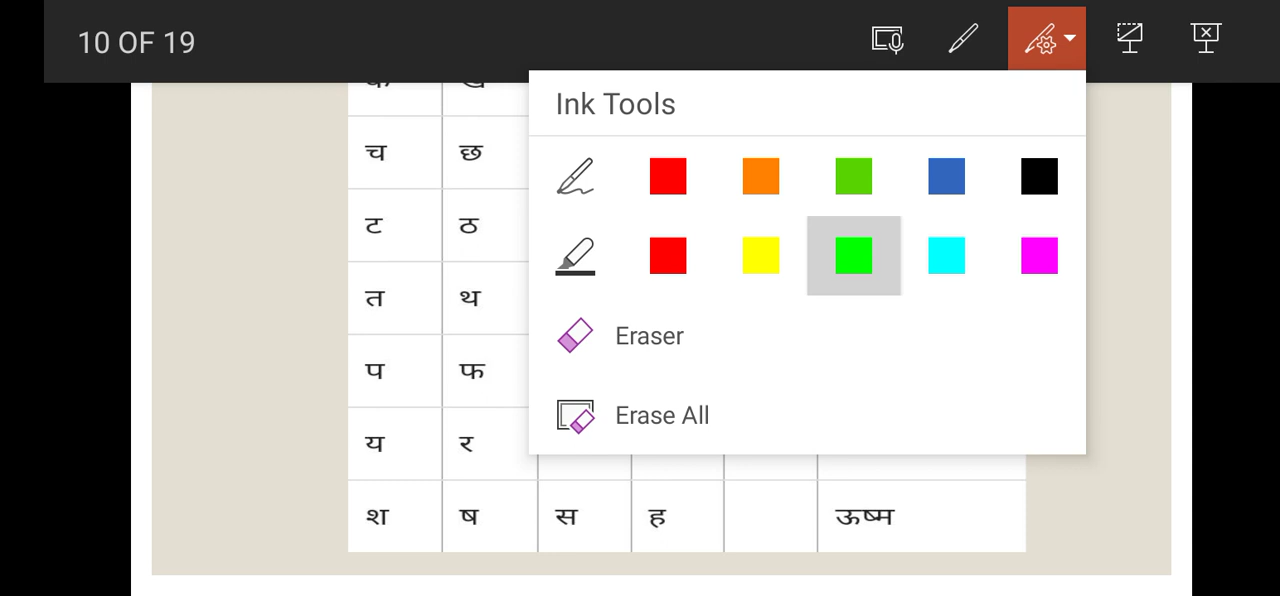 10 OF 19
Ink Tools
च छ
ट ठ
त थ
Eraser
प फ
Erase All
य र
श ष स ह ऊष्म